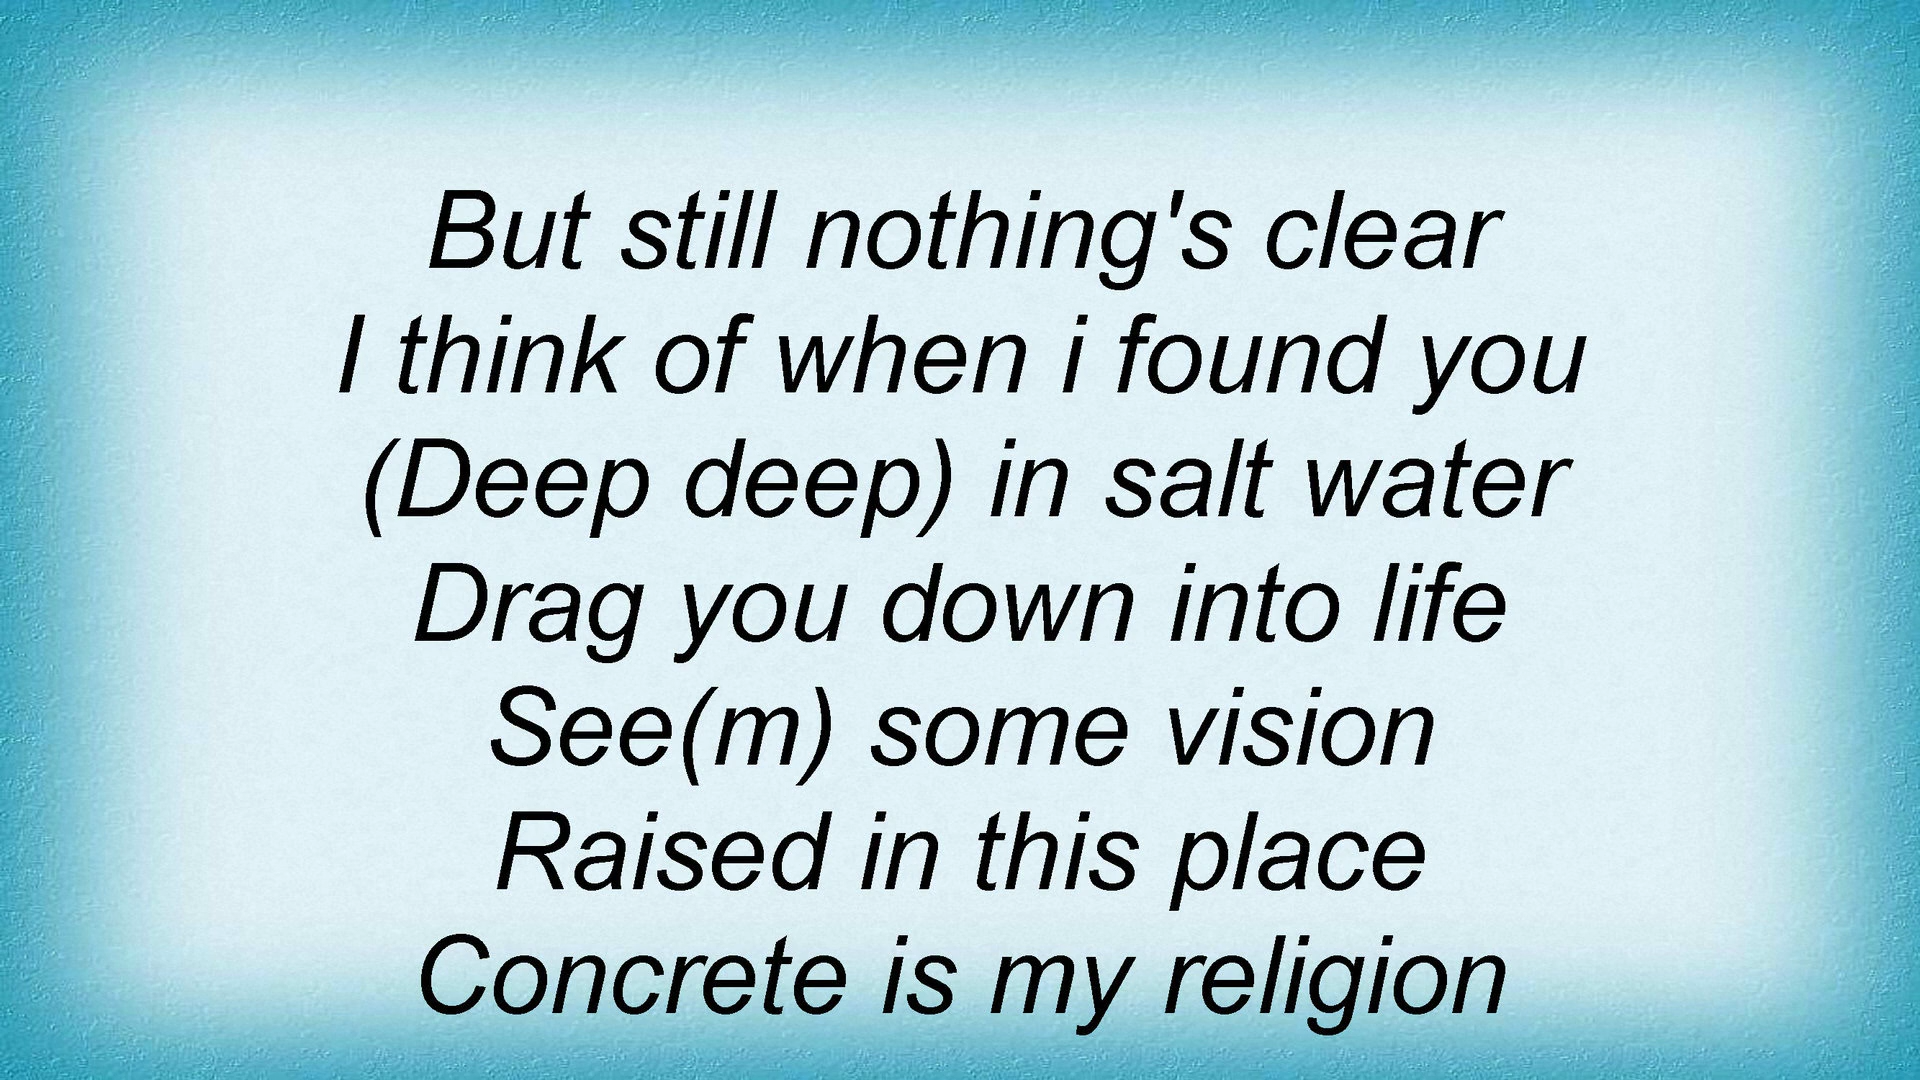 But still nothing's clear
I think of when i found you
(Deep deep) in salt water
Drag you down into life
See(m) some vision
Raised in this place
Concrete is my religion